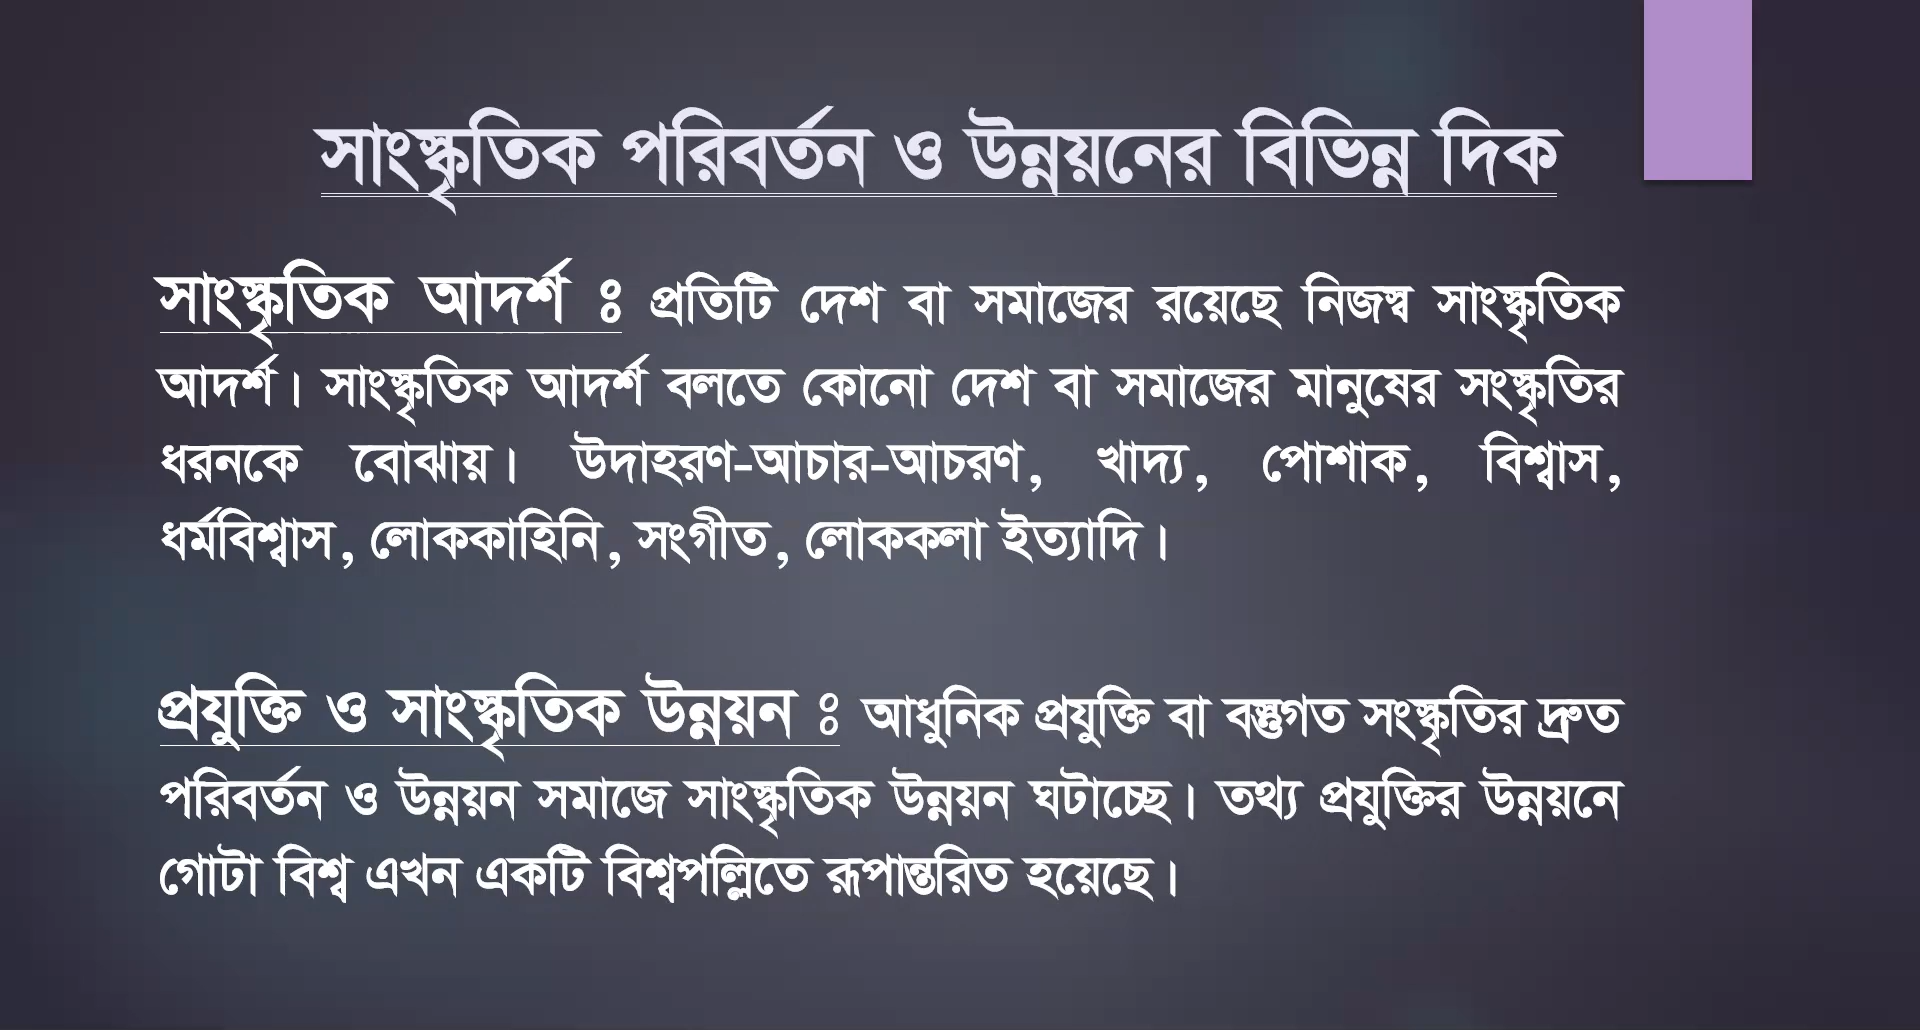 সাংস্কৃতিক পরিবর্তন ও উন্নয়নের বিভিন্ন দিক
সাংস্কৃতিক আদর্শ ঃ প্রতিটি দেশ বা সমাজের রয়েছে নিজস্ব সাংস্কৃতিক
আদর্শ। সাংস্কৃতিক আদর্শ বলতে কোনো দেশ বা সমাজের মানুষের সংস্কৃতির
ধরনকে বোঝায়। উদাহরণ-আচার-আচরণ, খাদ্য, পোশাক, বিশ্বাস,
ধর্মবিশ্বাস, লোককাহিনি, সংগীত, লোককলা ইত্যাদি।
প্রযুক্তি ও সাংস্কৃতিক উন্নয়ন ঃ আধুনিক প্রযুক্তি বা বস্তুগত সংস্কৃতির দ্রুত
পরিবর্তন ও উন্নয়ন সমাজে সাংস্কৃতিক উন্নয়ন ঘটাচ্ছে। তথ্য প্রযুক্তির উন্নয়নে
গোটা বিশ্ব এখন একটি বিশ্বপল্লিতে রূপান্তরিত হয়েছে।